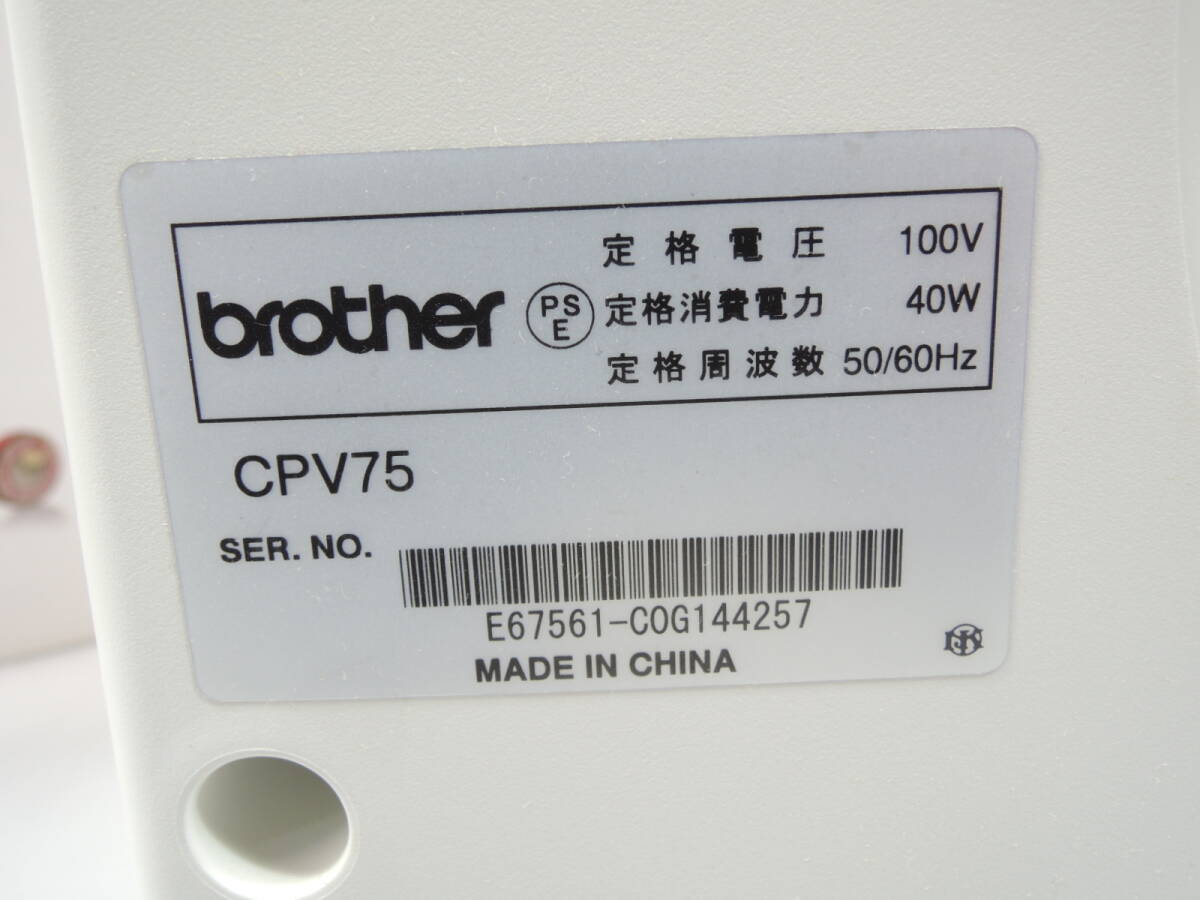 brother
PS
E
定格電圧 100V
定格消費電力 40W
定格周波数 50/60Hz
CPV75
SER. NO.
E67561-C0G144257
MADE IN CHINA